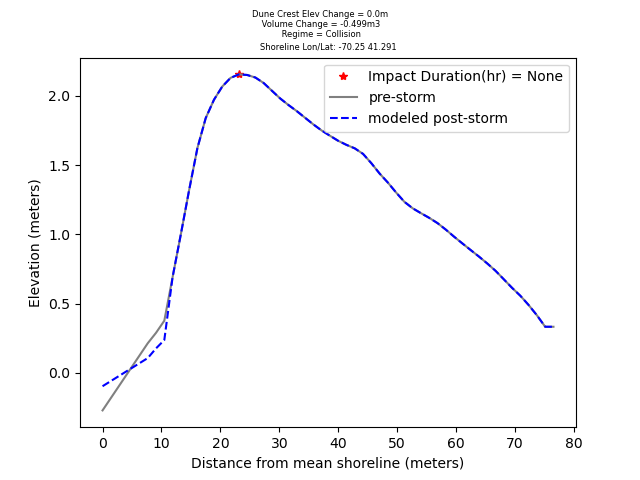 Dune Crest Elev Change = 0.0m
Volume Change = -0.499m3
Regime = Collision
Shoreline Lon/Lat: -70.25 41.291
Impact Duration(hr) = None
pre-storm
modeled post-storm
Elevation (meters)
2.0
1.5
1.0
0.5
0.0
0 10 20 30 40 50 60 70 80
Distance from mean shoreline (meters)